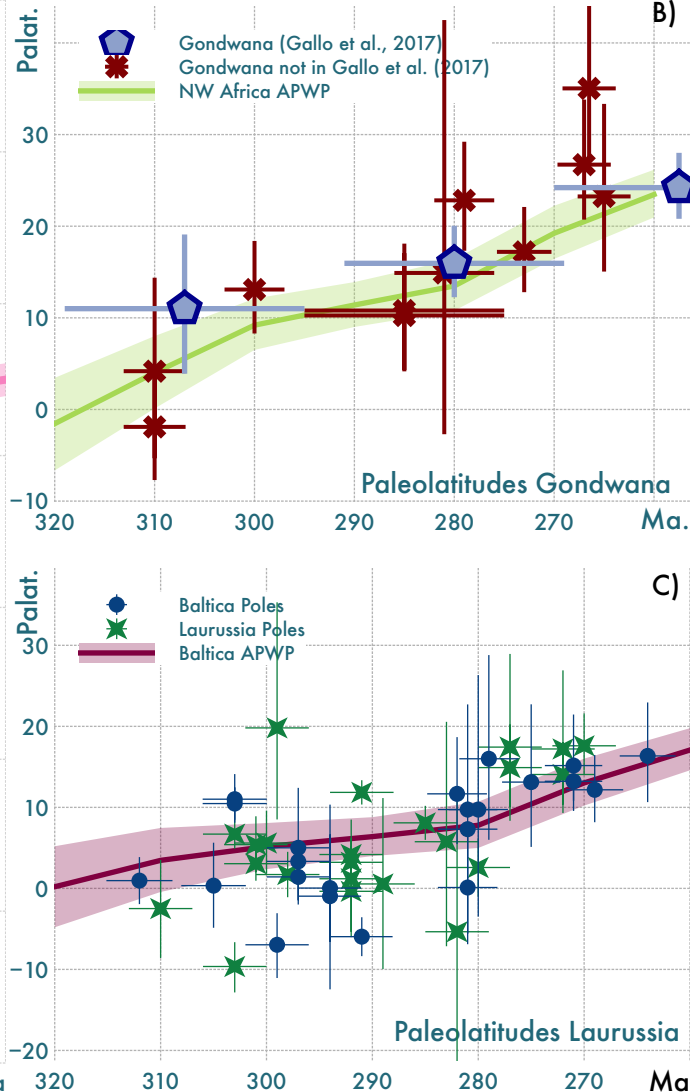 B)
Palat.
Gondwana (Gallo et al., 2017)
Gondwana not in Gallo et al. (2017)
NW Africa APWP
30
20
10
0
−10
Paleolatitudes Gondwana
320 310 300 290 280 270 Ma.
C)
Palat.
Baltica Poles
Laurussia Poles
Baltica APWP
30
20
10
0
−10
−20
Paleolatitudes Laurussia
320 310 300 290 280 270 Ma